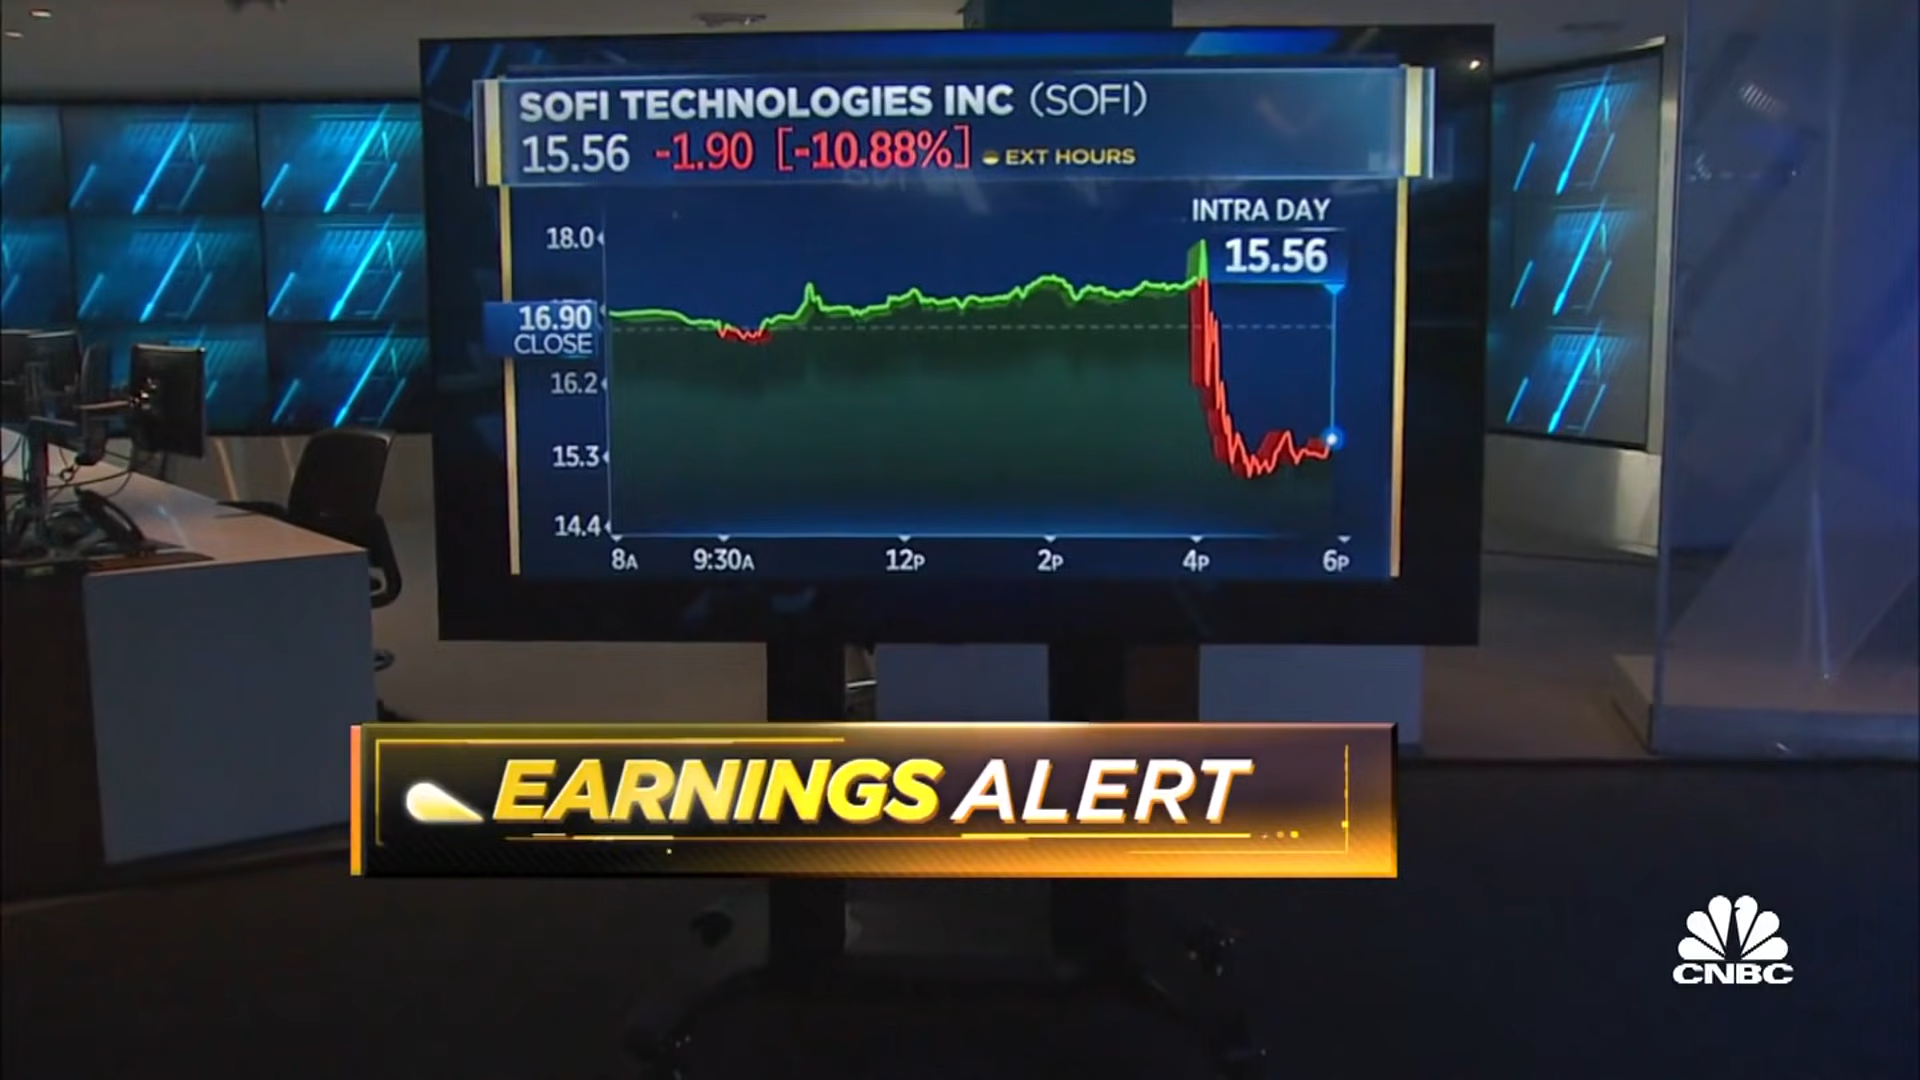 SOFI TECHNOLOGIES INC (SOFI)
15.56 -1.90 [-10.88%] EXT HOURS
INTRA DAY
15.56
18.0
16.90
CLOSE
16.2
15.3
14.4
8A 9:30A 12P 2P 4P 6P
EARNINGS ALERT
CNBC